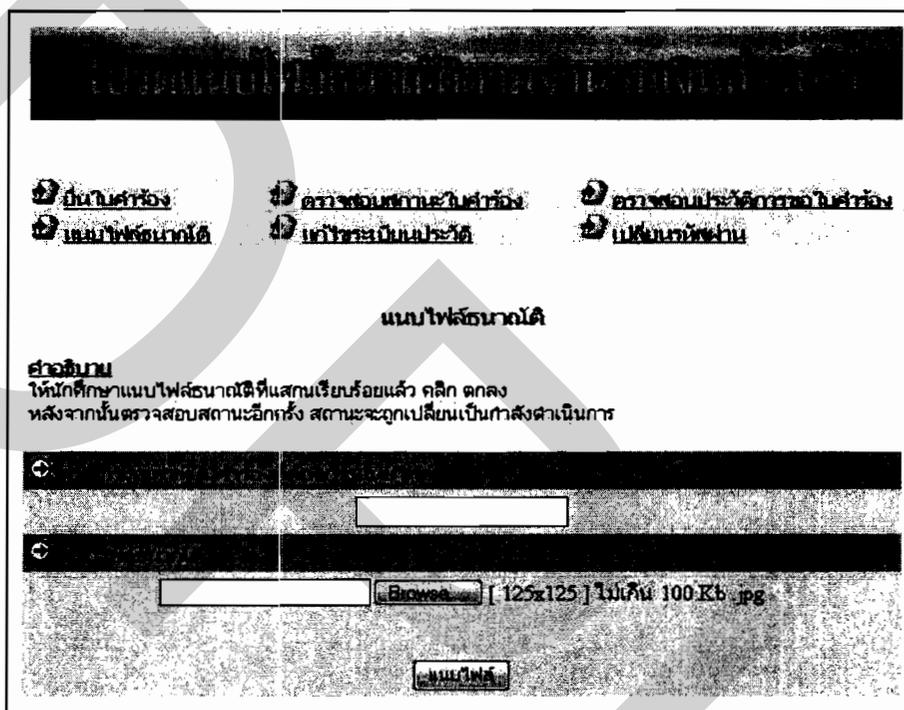 ยื่นใบคำร้อง ตรวจสอบสถานะใบคำร้อง ตรวจสอบประวัติการขอใบคำร้อง
แนบไฟล์ธนาณัติ แก้ไขระเบียนประวัติ เปลี่ยนรหัสผ่าน
แนบไฟล์ธนาณัติ
คำอธิบาย
ให้นักศึกษาแนบไฟล์ธนาณัติที่แสกนเรียบร้อยแล้ว คลิก ตกลง
หลังจากนั้นตรวจสอบสถานะอีกครั้ง สถานะจะถูกเปลี่ยนเป็นกำลังดำเนินการ
Browse... [ 125x125 ] ไม่เกิน 100 Kb .jpg
แนบไฟล์